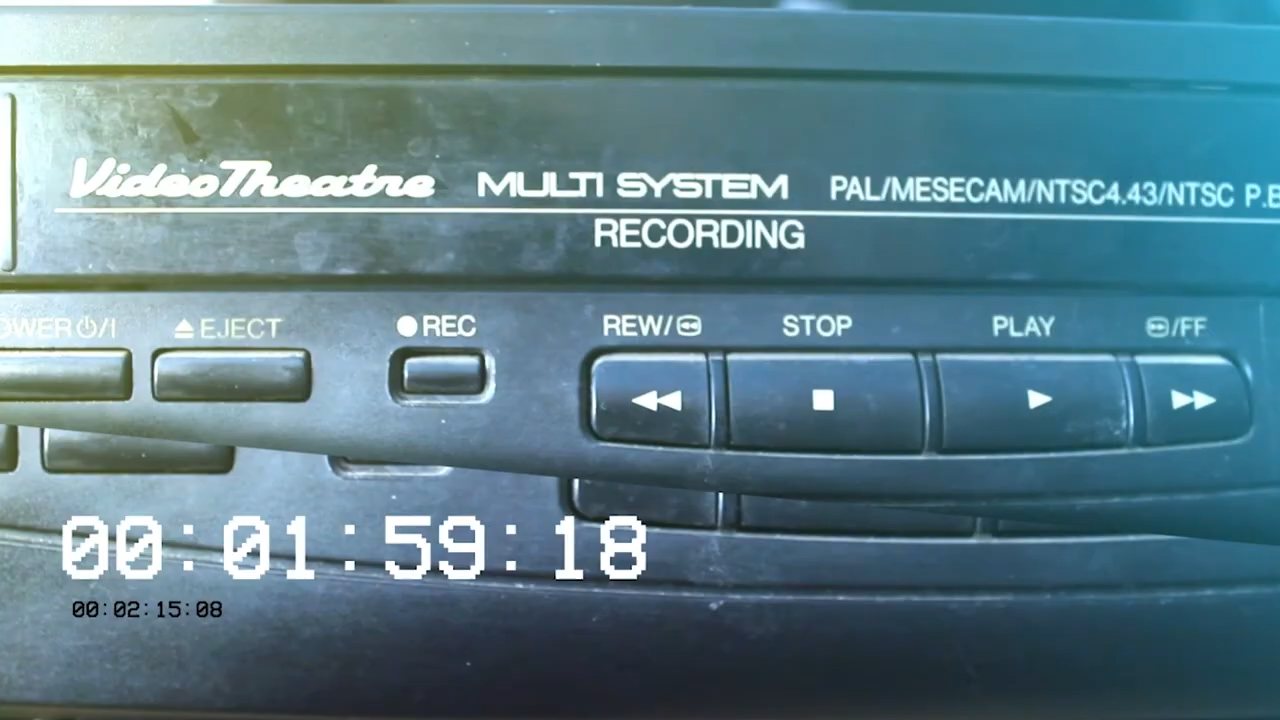 VideoTheatre MULTI SYSTEM PAL/MESECAM/NTSC4.43/NTSC
RECORDING
EJECT REC REW/ STOP PLAY /FF
00:01:59:18
00:02:15:08